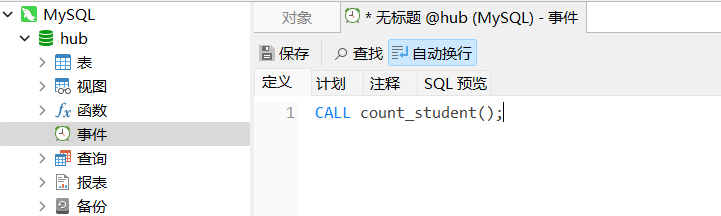 MySQL
hub
表
视图
fx 函数
事件
查询
报表
备份
对象
* 无标题 @hub (MySQL) - 事件
保存 查找 自动换行
定义 计划 注释 SQL 预览
1 CALL count_student();